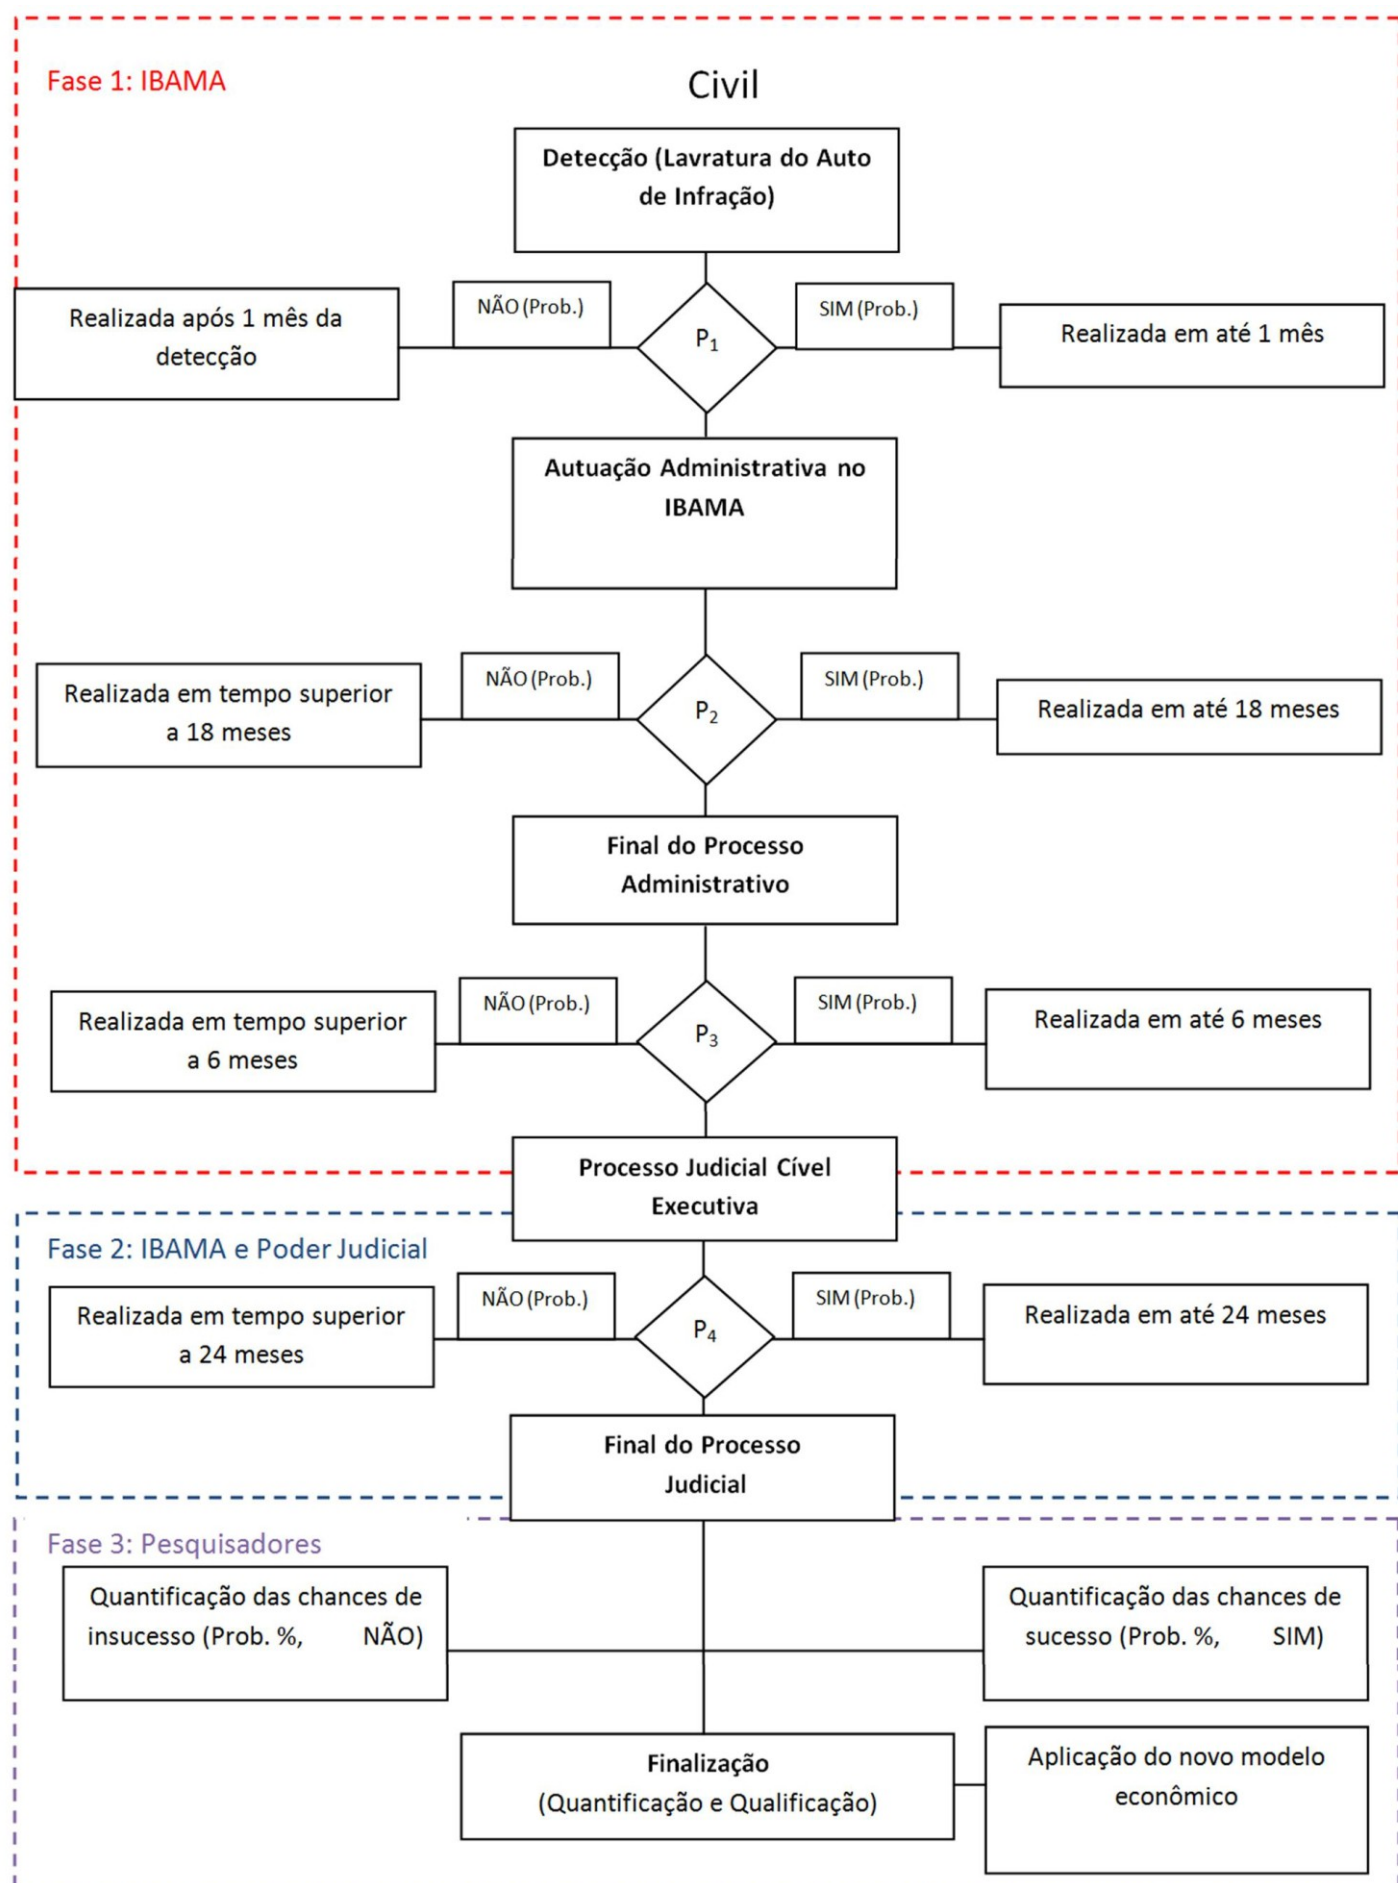 Fase 1: IBAMA
Civil
Detecção (Lavratura do Auto
de Infração)
NÃO (Prob.)
SIM (Prob.)
Realizada após 1 mês da
detecção
P₁
Realizada em até 1 mês
Autuação Administrativa no
IBAMA
NÃO (Prob.)
SIM (Prob.)
Realizada em tempo superior
a 18 meses
P₂
Realizada em até 18 meses
Final do Processo
Administrativo
NÃO (Prob.)
SIM (Prob.)
Realizada em tempo superior
a 6 meses
P₃
Realizada em até 6 meses
Processo Judicial Cível
Executiva
Fase 2: IBAMA e Poder Judicial
NÃO (Prob.)
SIM (Prob.)
Realizada em tempo superior
a 24 meses
P₄
Realizada em até 24 meses
Final do Processo
Judicial
Fase 3: Pesquisadores
Quantificação das chances de
insucesso (Prob. %, NÃO)
Quantificação das chances de
sucesso (Prob. %, SIM)
Finalização
(Quantificação e Qualificação)
Aplicação do novo modelo
econômico